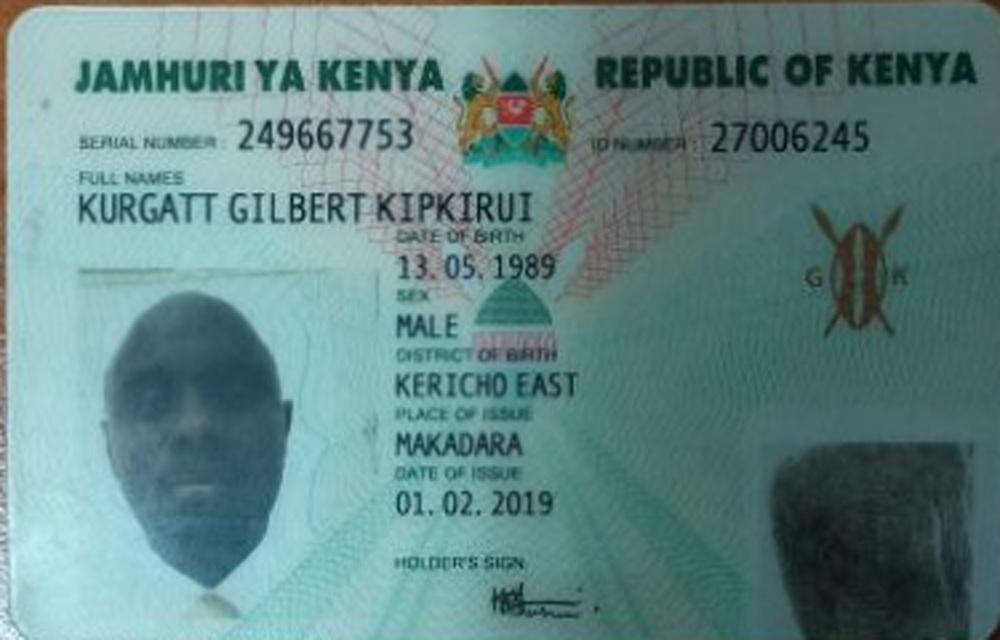 JAMHURI YA KENYA REPUBLIC OF KENYA
SERIAL NUMBER : 249667753 ID NUMBER : 27006245
FULL NAMES
KURGATT GILBERT KIPKIRUI
DATE OF BIRTH
13. 05. 1989
SEX
MALE
DISTRICT OF BIRTH
KERICHO EAST
PLACE OF ISSUE
MAKADARA
DATE OF ISSUE
01. 02. 2019
HOLDER'S SIGN
G K